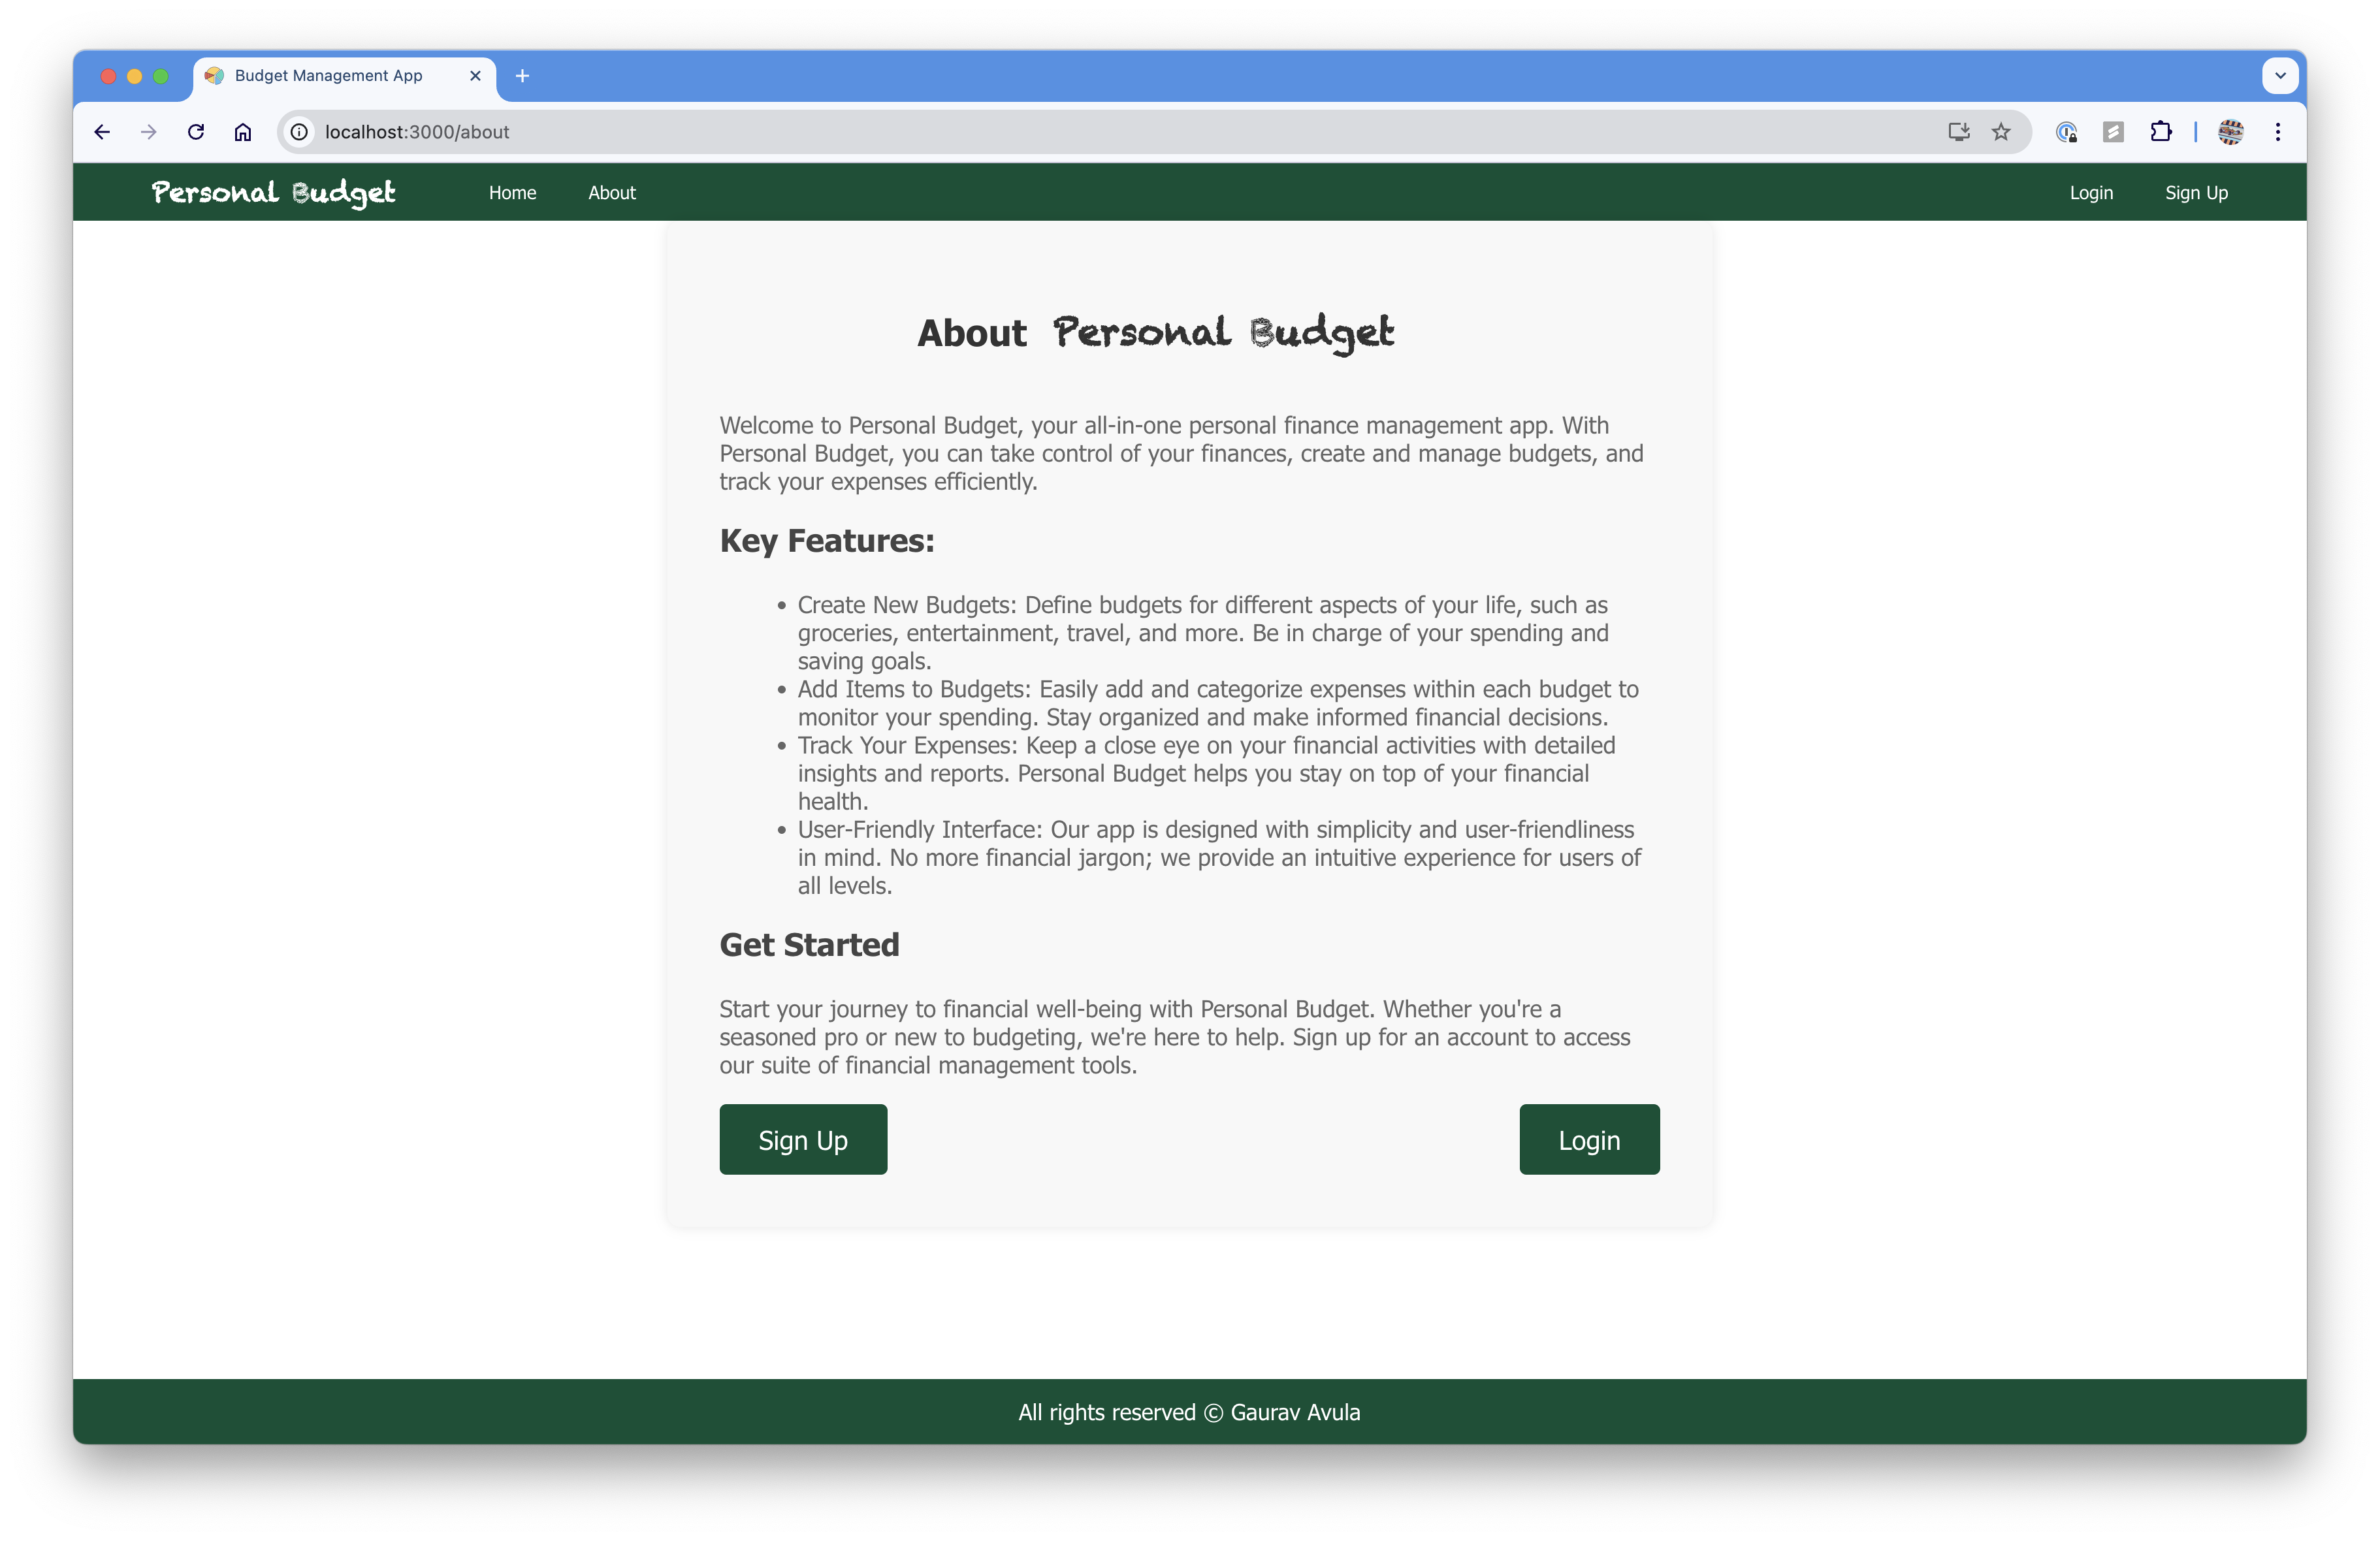 Budget Management App
localhost:3000/about
Personal Budget Home About Login Sign Up
About Personal Budget
Welcome to Personal Budget, your all-in-one personal finance management app. With
Personal Budget, you can take control of your finances, create and manage budgets, and
track your expenses efficiently.
Key Features:
• Create New Budgets: Define budgets for different aspects of your life, such as
groceries, entertainment, travel, and more. Be in charge of your spending and
saving goals.
• Add Items to Budgets: Easily add and categorize expenses within each budget to
monitor your spending. Stay organized and make informed financial decisions.
• Track Your Expenses: Keep a close eye on your financial activities with detailed
insights and reports. Personal Budget helps you stay on top of your financial
health.
• User-Friendly Interface: Our app is designed with simplicity and user-friendliness
in mind. No more financial jargon; we provide an intuitive experience for users of
all levels.
Get Started
Start your journey to financial well-being with Personal Budget. Whether you're a
seasoned pro or new to budgeting, we're here to help. Sign up for an account to access
our suite of financial management tools.
Sign Up Login
All rights reserved © Gaurav Avula